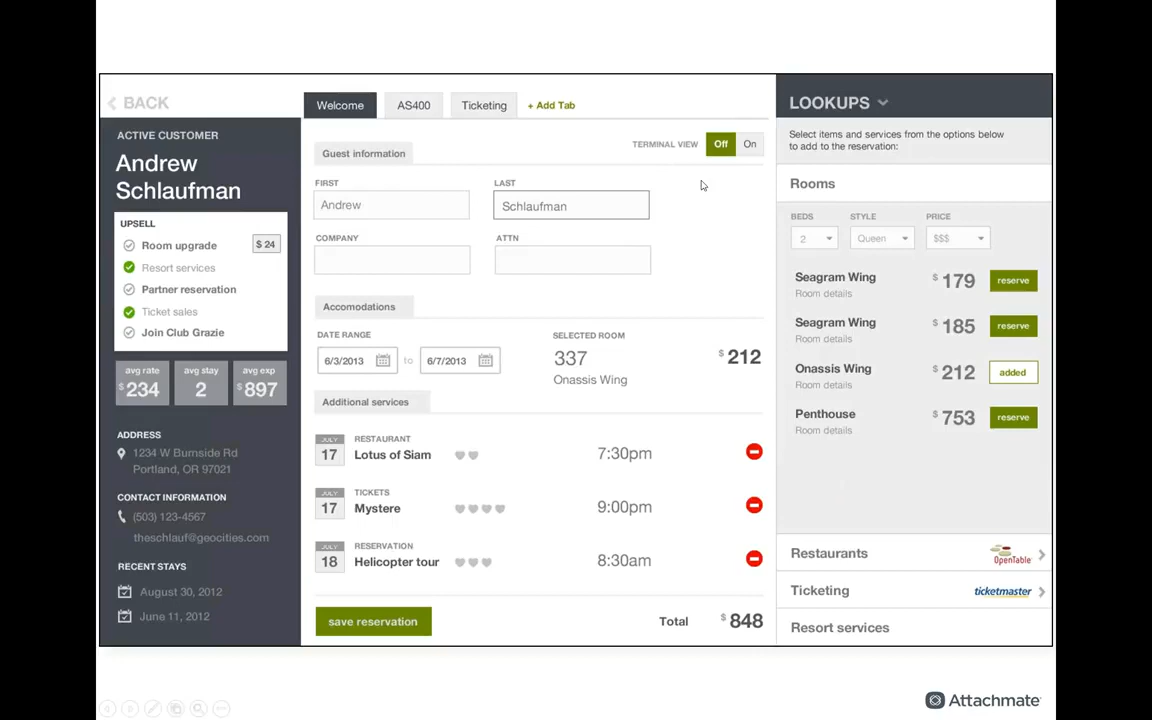 BACK
ACTIVE CUSTOMER
Andrew
Schlaufman
UPSELL
Room upgrade $ 24
Resort services
Partner reservation
Ticket sales
Join Club Grazie
avg rate
$234
avg stay
2
avg exp
$897
ADDRESS
1234 W Burnside Rd
Portland, OR 97021
CONTACT INFORMATION
(503) 123-4567
theschlauf@geocities.com
RECENT STAYS
August 30, 2012
June 11, 2012
Welcome AS400 Ticketing + Add Tab
TERMINAL VIEW Off On
Guest information
FIRST LAST
Andrew Schlaufman
COMPANY ATTN
Accomodations
DATE RANGE SELECTED ROOM
6/3/2013 to 6/7/2013 337 $ 212
Onassis Wing
Additional services
JULY 17 RESTAURANT
Lotus of Siam 7:30pm
JULY 17 TICKETS
Mystere 9:00pm
JULY 18 RESERVATION
Helicopter tour 8:30am
save reservation Total $ 848
LOOKUPS
Select items and services from the options below
to add to the reservation:
Rooms
BEDS STYLE PRICE
2 Queen $$$
Seagram Wing $ 179 reserve
Room details
Seagram Wing $ 185 reserve
Room details
Onassis Wing $ 212 added
Room details
Penthouse $ 753 reserve
Room details
Restaurants OpenTable
Ticketing ticketmaster
Resort services
Attachmate